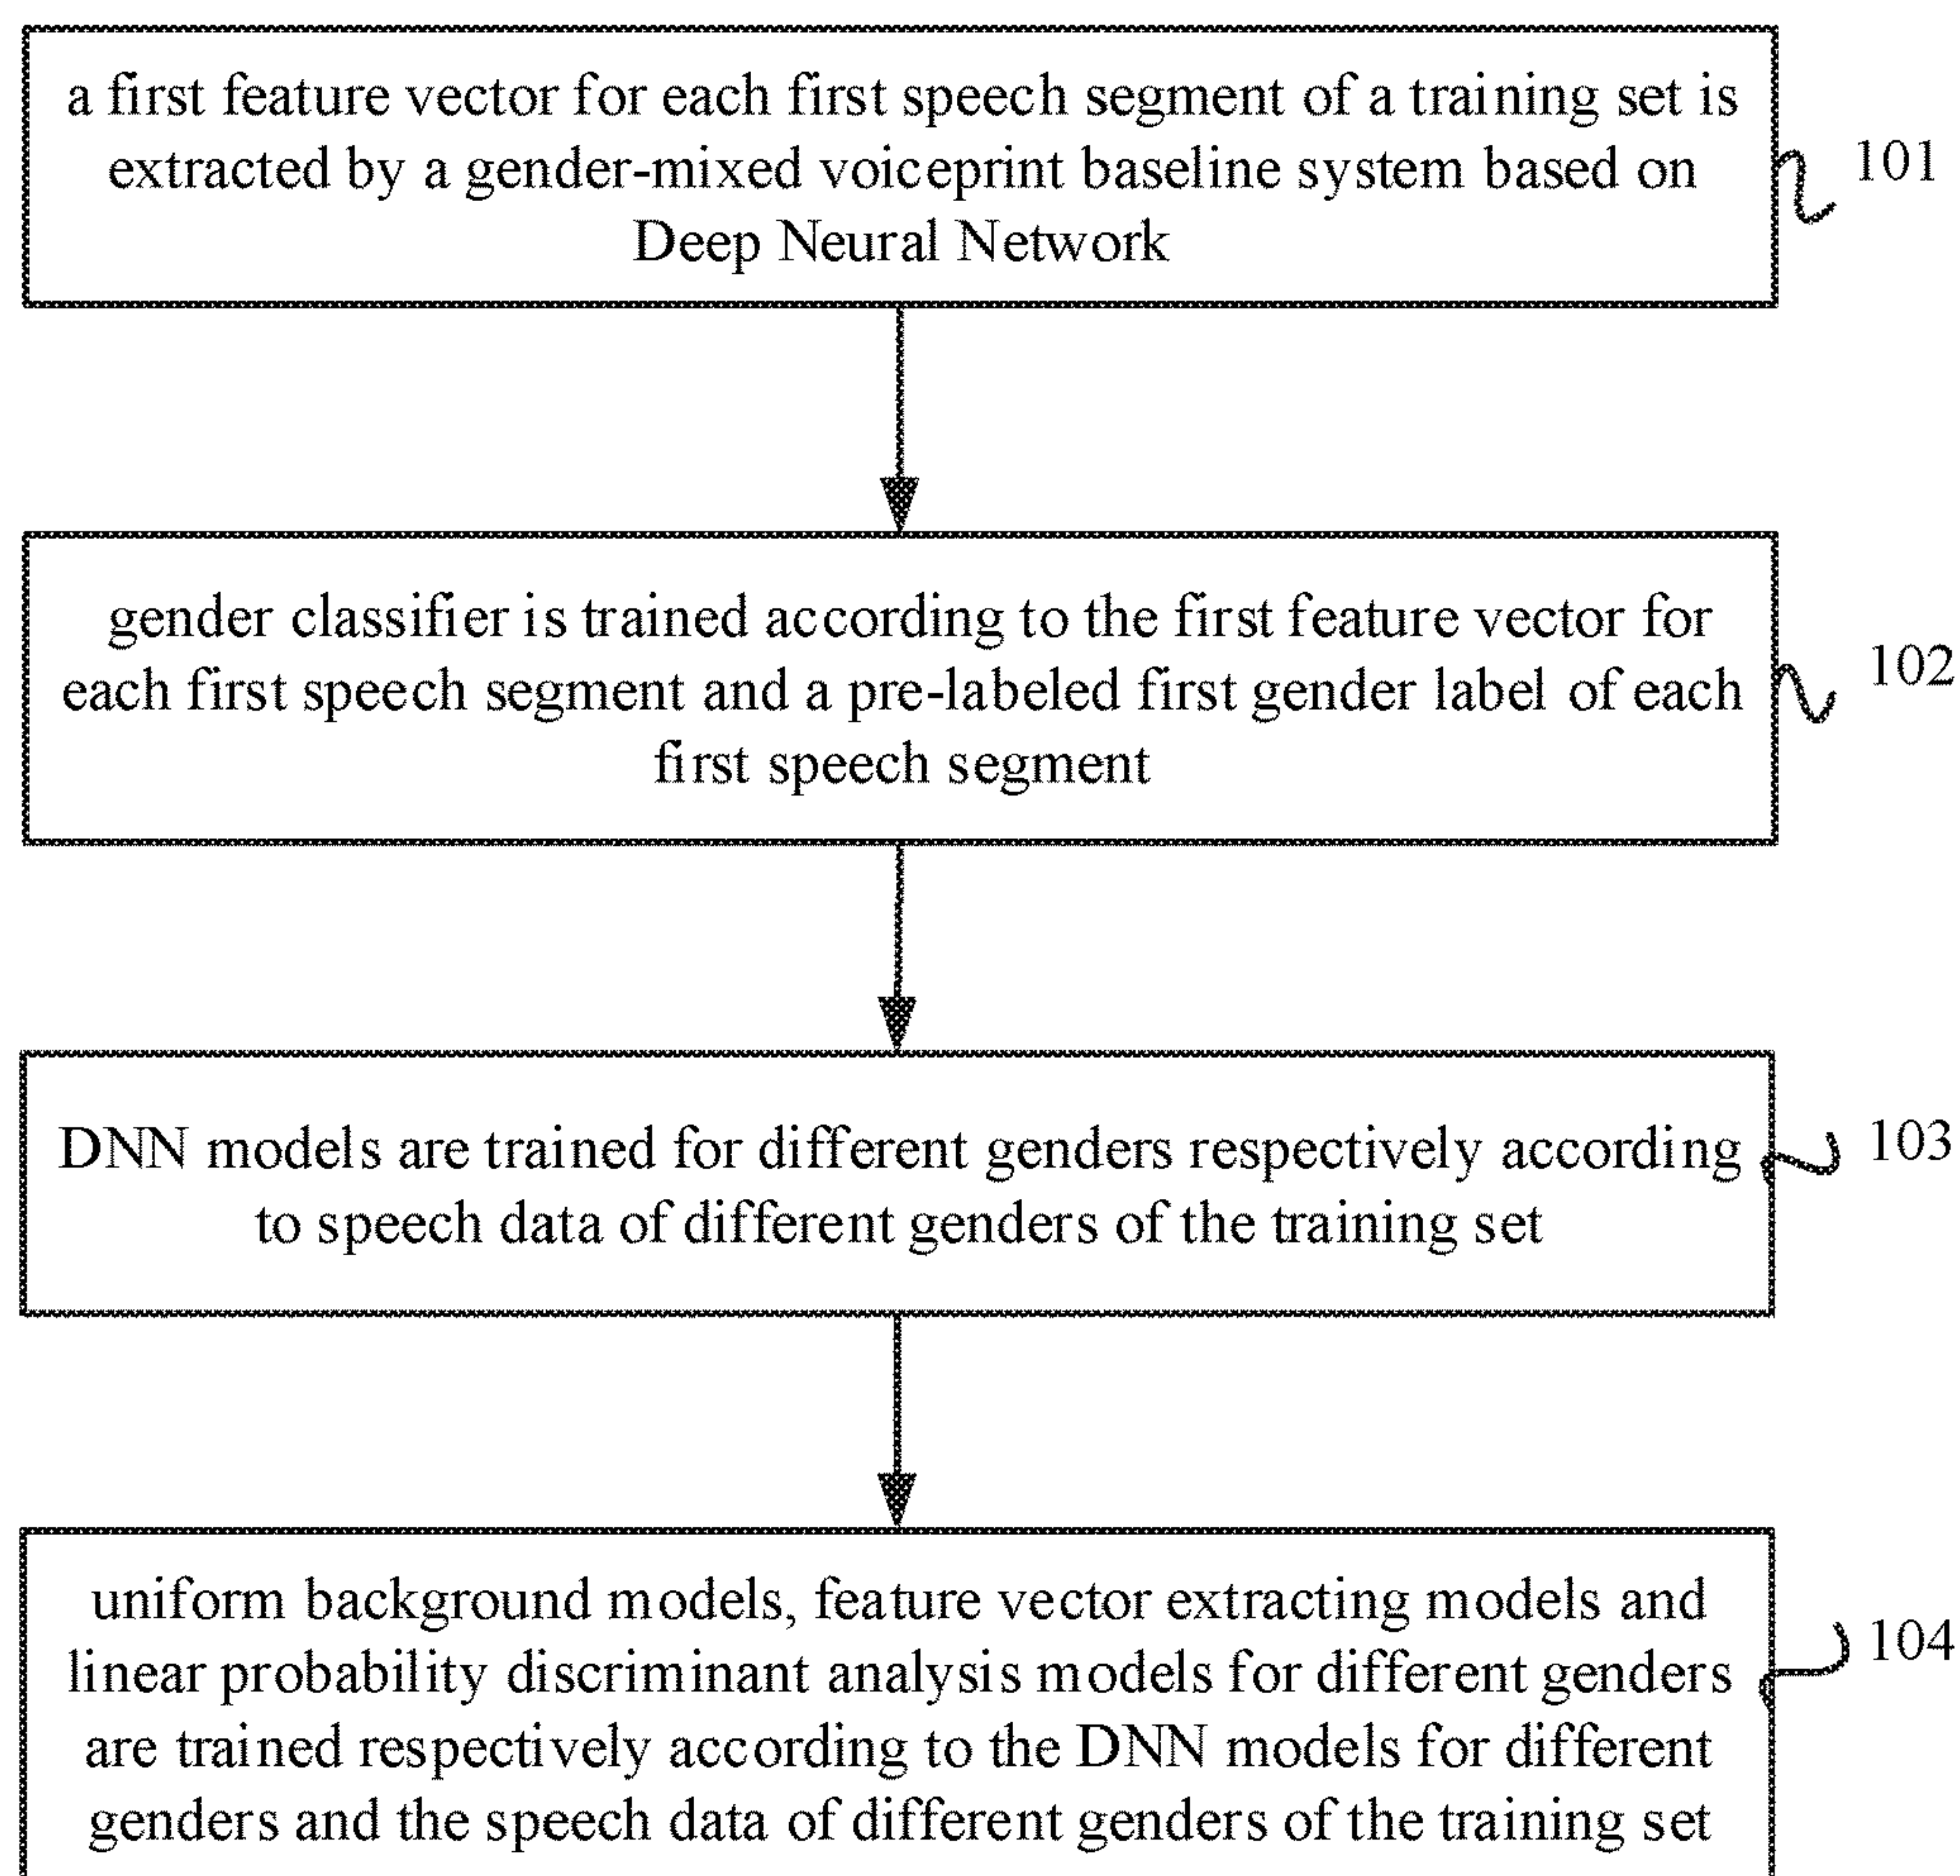 a first feature vector for each first speech segment of a training set is
extracted by a gender-mixed voiceprint baseline system based on
Deep Neural Network
101
gender classifier is trained according to the first feature vector for
each first speech segment and a pre-labeled first gender label of each
first speech segment
102
DNN models are trained for different genders respectively according
to speech data of different genders of the training set
103
uniform background models, feature vector extracting models and
linear probability discriminant analysis models for different genders
are trained respectively according to the DNN models for different
genders and the speech data of different genders of the training set
104